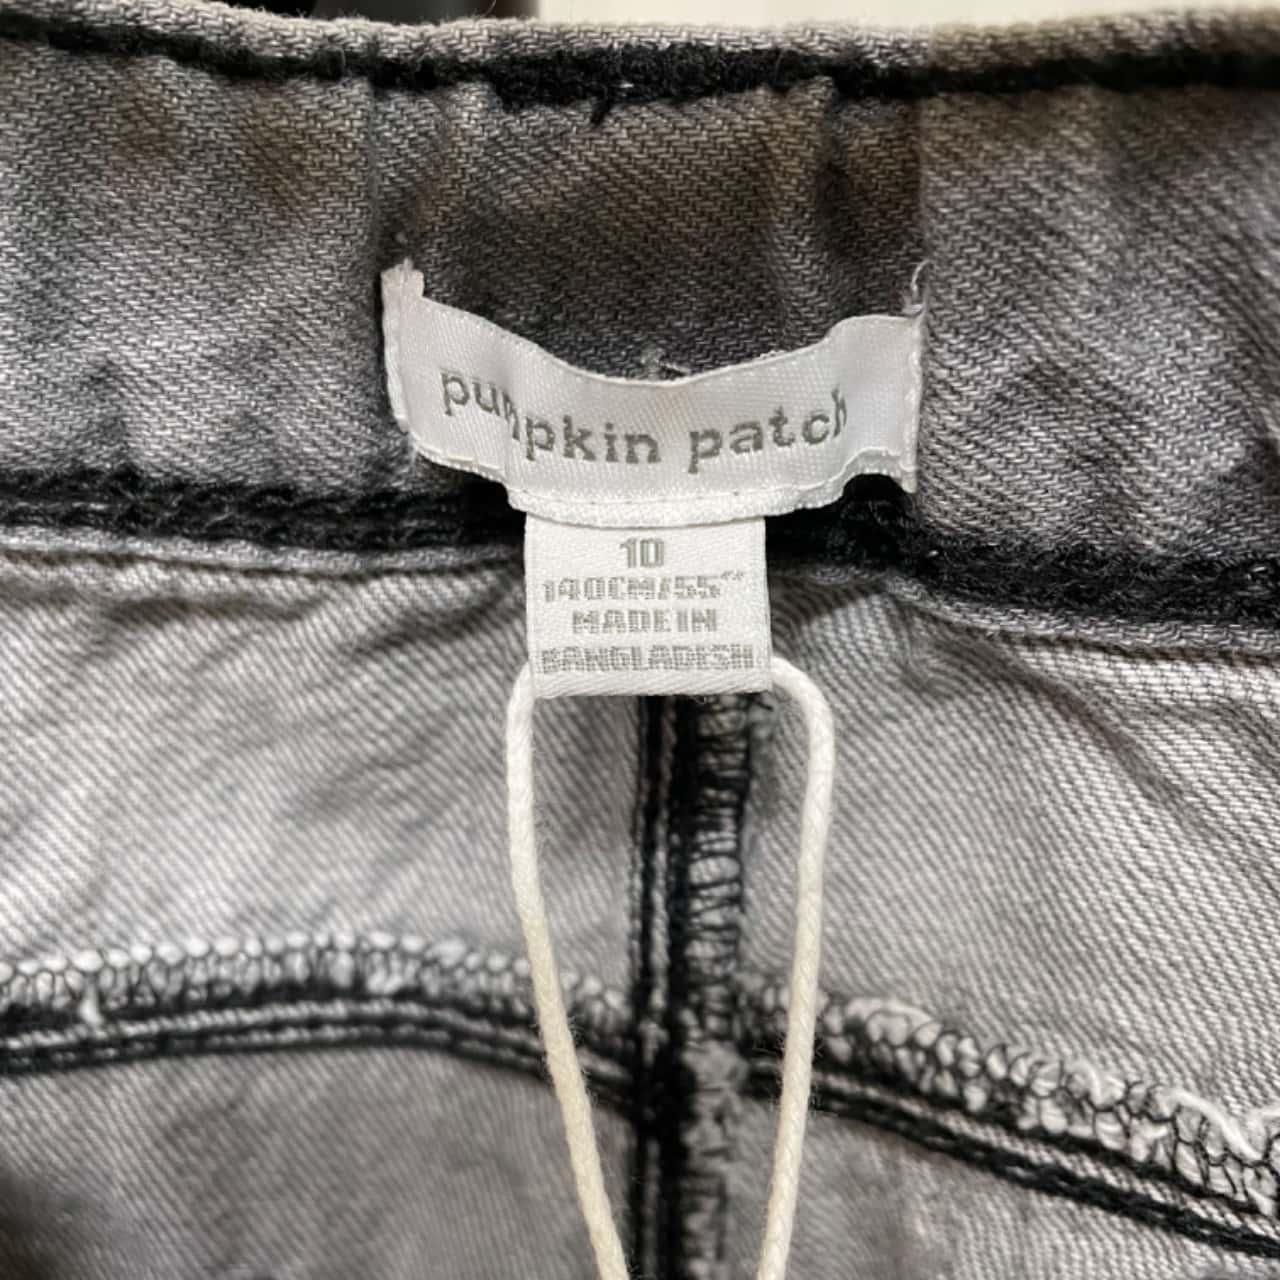 pumpkin patch
10
140CM/55"
MADE IN
BANGLADESH